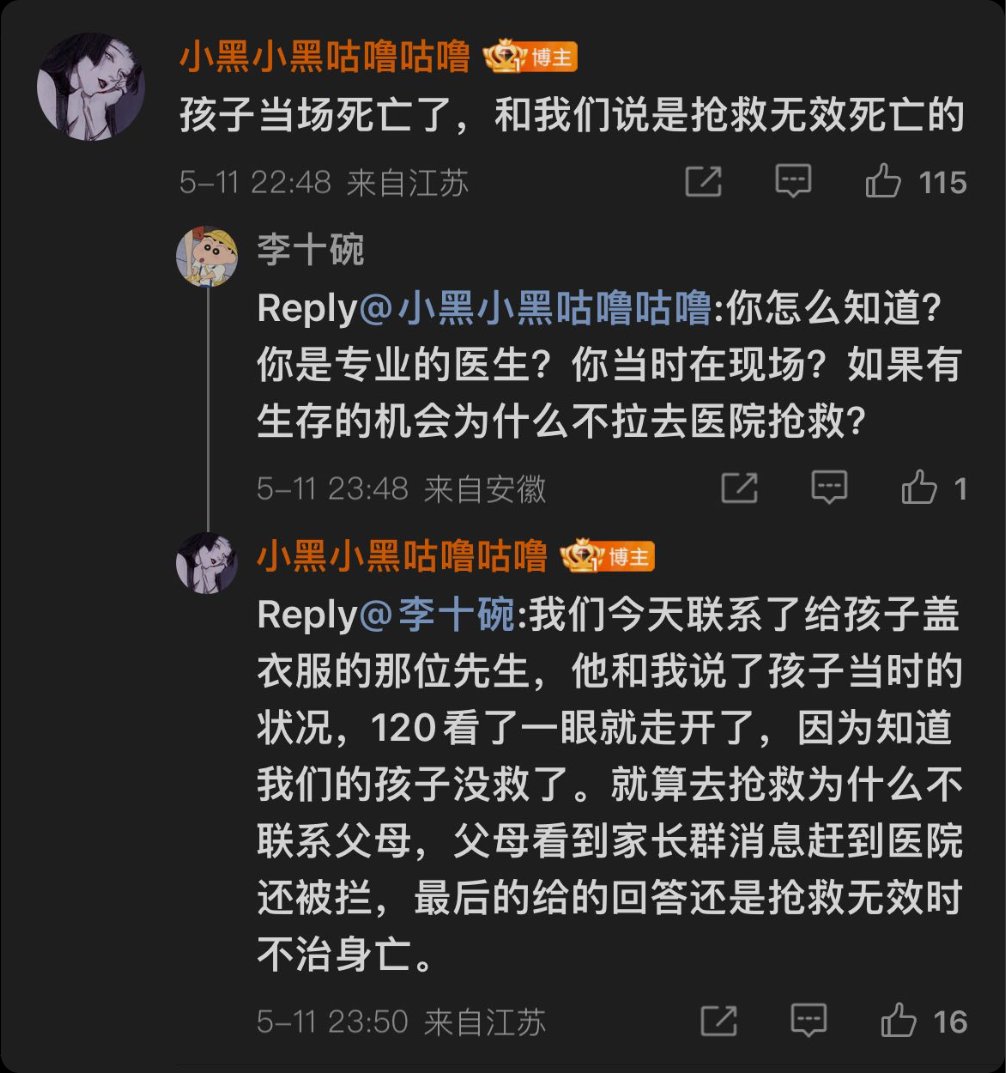 小黑小黑咕噜咕噜 博主
孩子当场死亡了，和我们说是抢救无效死亡的
5-11 22:48 来自江苏 115
李十碗
Reply@小黑小黑咕噜咕噜:你怎么知道？
你是专业的医生？你当时在现场？如果有
生存的机会为什么不拉去医院抢救？
5-11 23:48 来自安徽 1
小黑小黑咕噜咕噜 博主
Reply@李十碗:我们今天联系了给孩子盖
衣服的那位先生，他和我说了孩子当时的
状况，120看了一眼就走开了，因为知道
我们的孩子没救了。就算去抢救为什么不
联系父母，父母看到家长群消息赶到医院
还被拦，最后的给的回答还是抢救无效时
不治身亡。
5-11 23:50 来自江苏 16